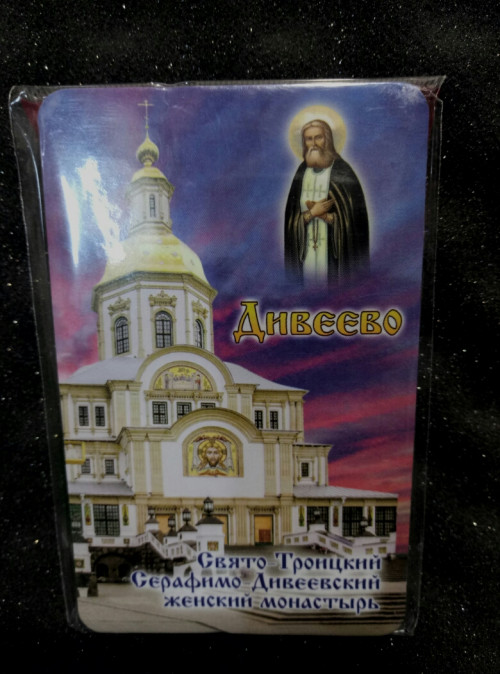 Дивеево
Свято Троицкий
Серафимо-Дивеевский
женский монастырь